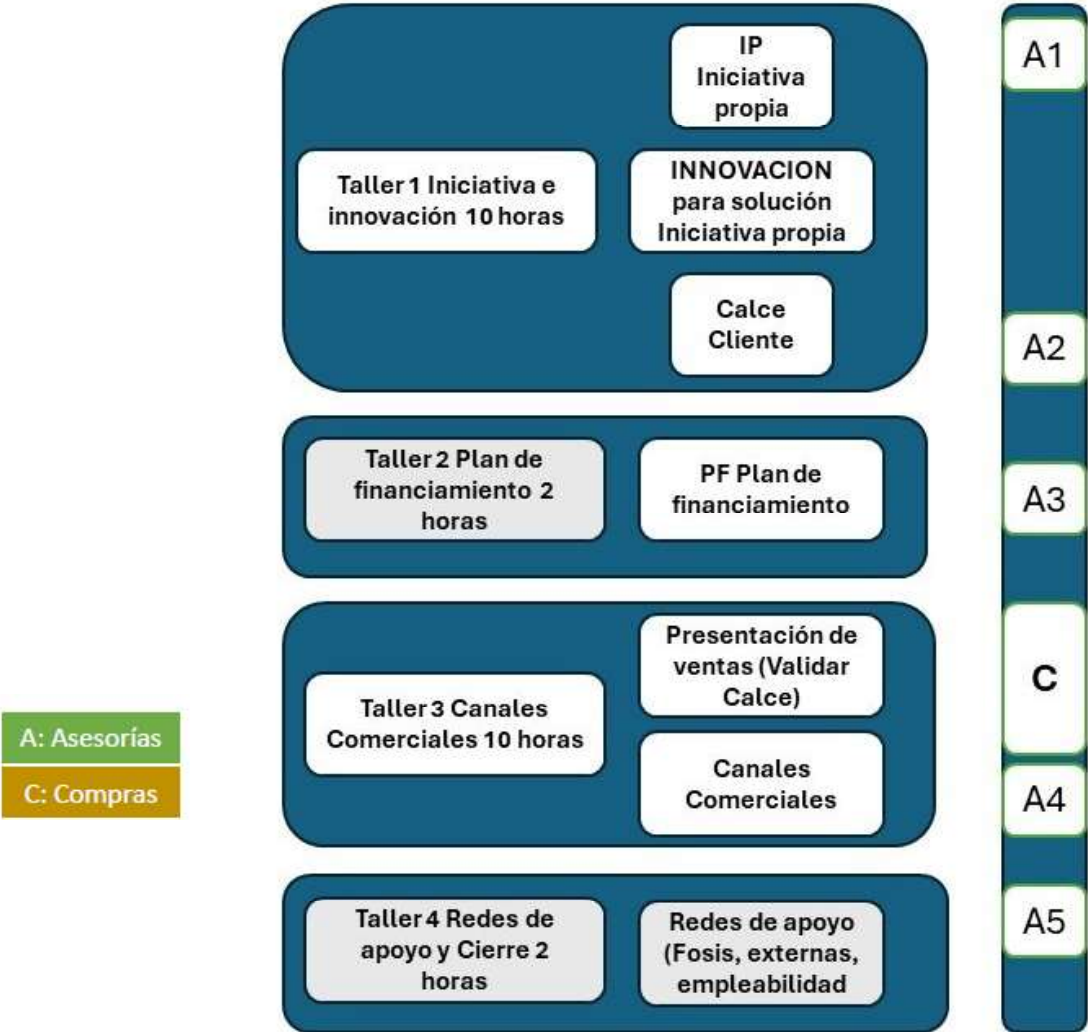 IP
Iniciativa
propia
A1
Taller 1 Iniciativa e
innovación 10 horas
INNOVACION
para solución
Iniciativa propia
Calce
Cliente
A2
Taller 2 Plan de
financiamiento 2
horas
PF Plan de
financiamiento
A3
Taller 3 Canales
Comerciales 10 horas
Presentación de
ventas (Validar
Calce)
C
Canales
Comerciales
A4
A: Asesorías
C: Compras
Taller 4 Redes de
apoyo y Cierre 2
horas
Redes de apoyo
(Fosis, externas,
empleabilidad
A5